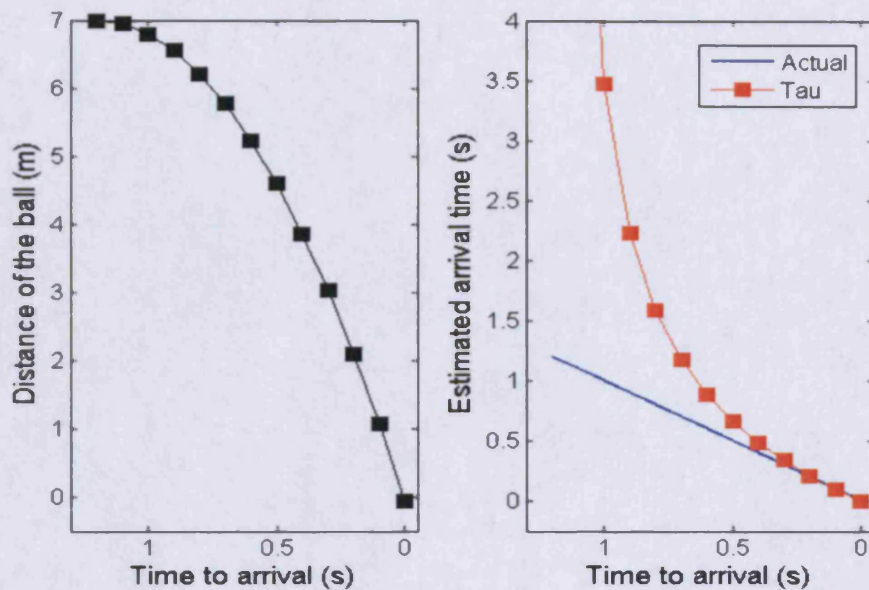 7
6
5
4
3
2
1
0
Distance of the ball (m)
1 0.5 0
Time to arrival (s)
4
3.5
3
2.5
2
1.5
1
0.5
0
Estimated arrival time (s)
Actual
Tau
1 0.5 0
Time to arrival (s)